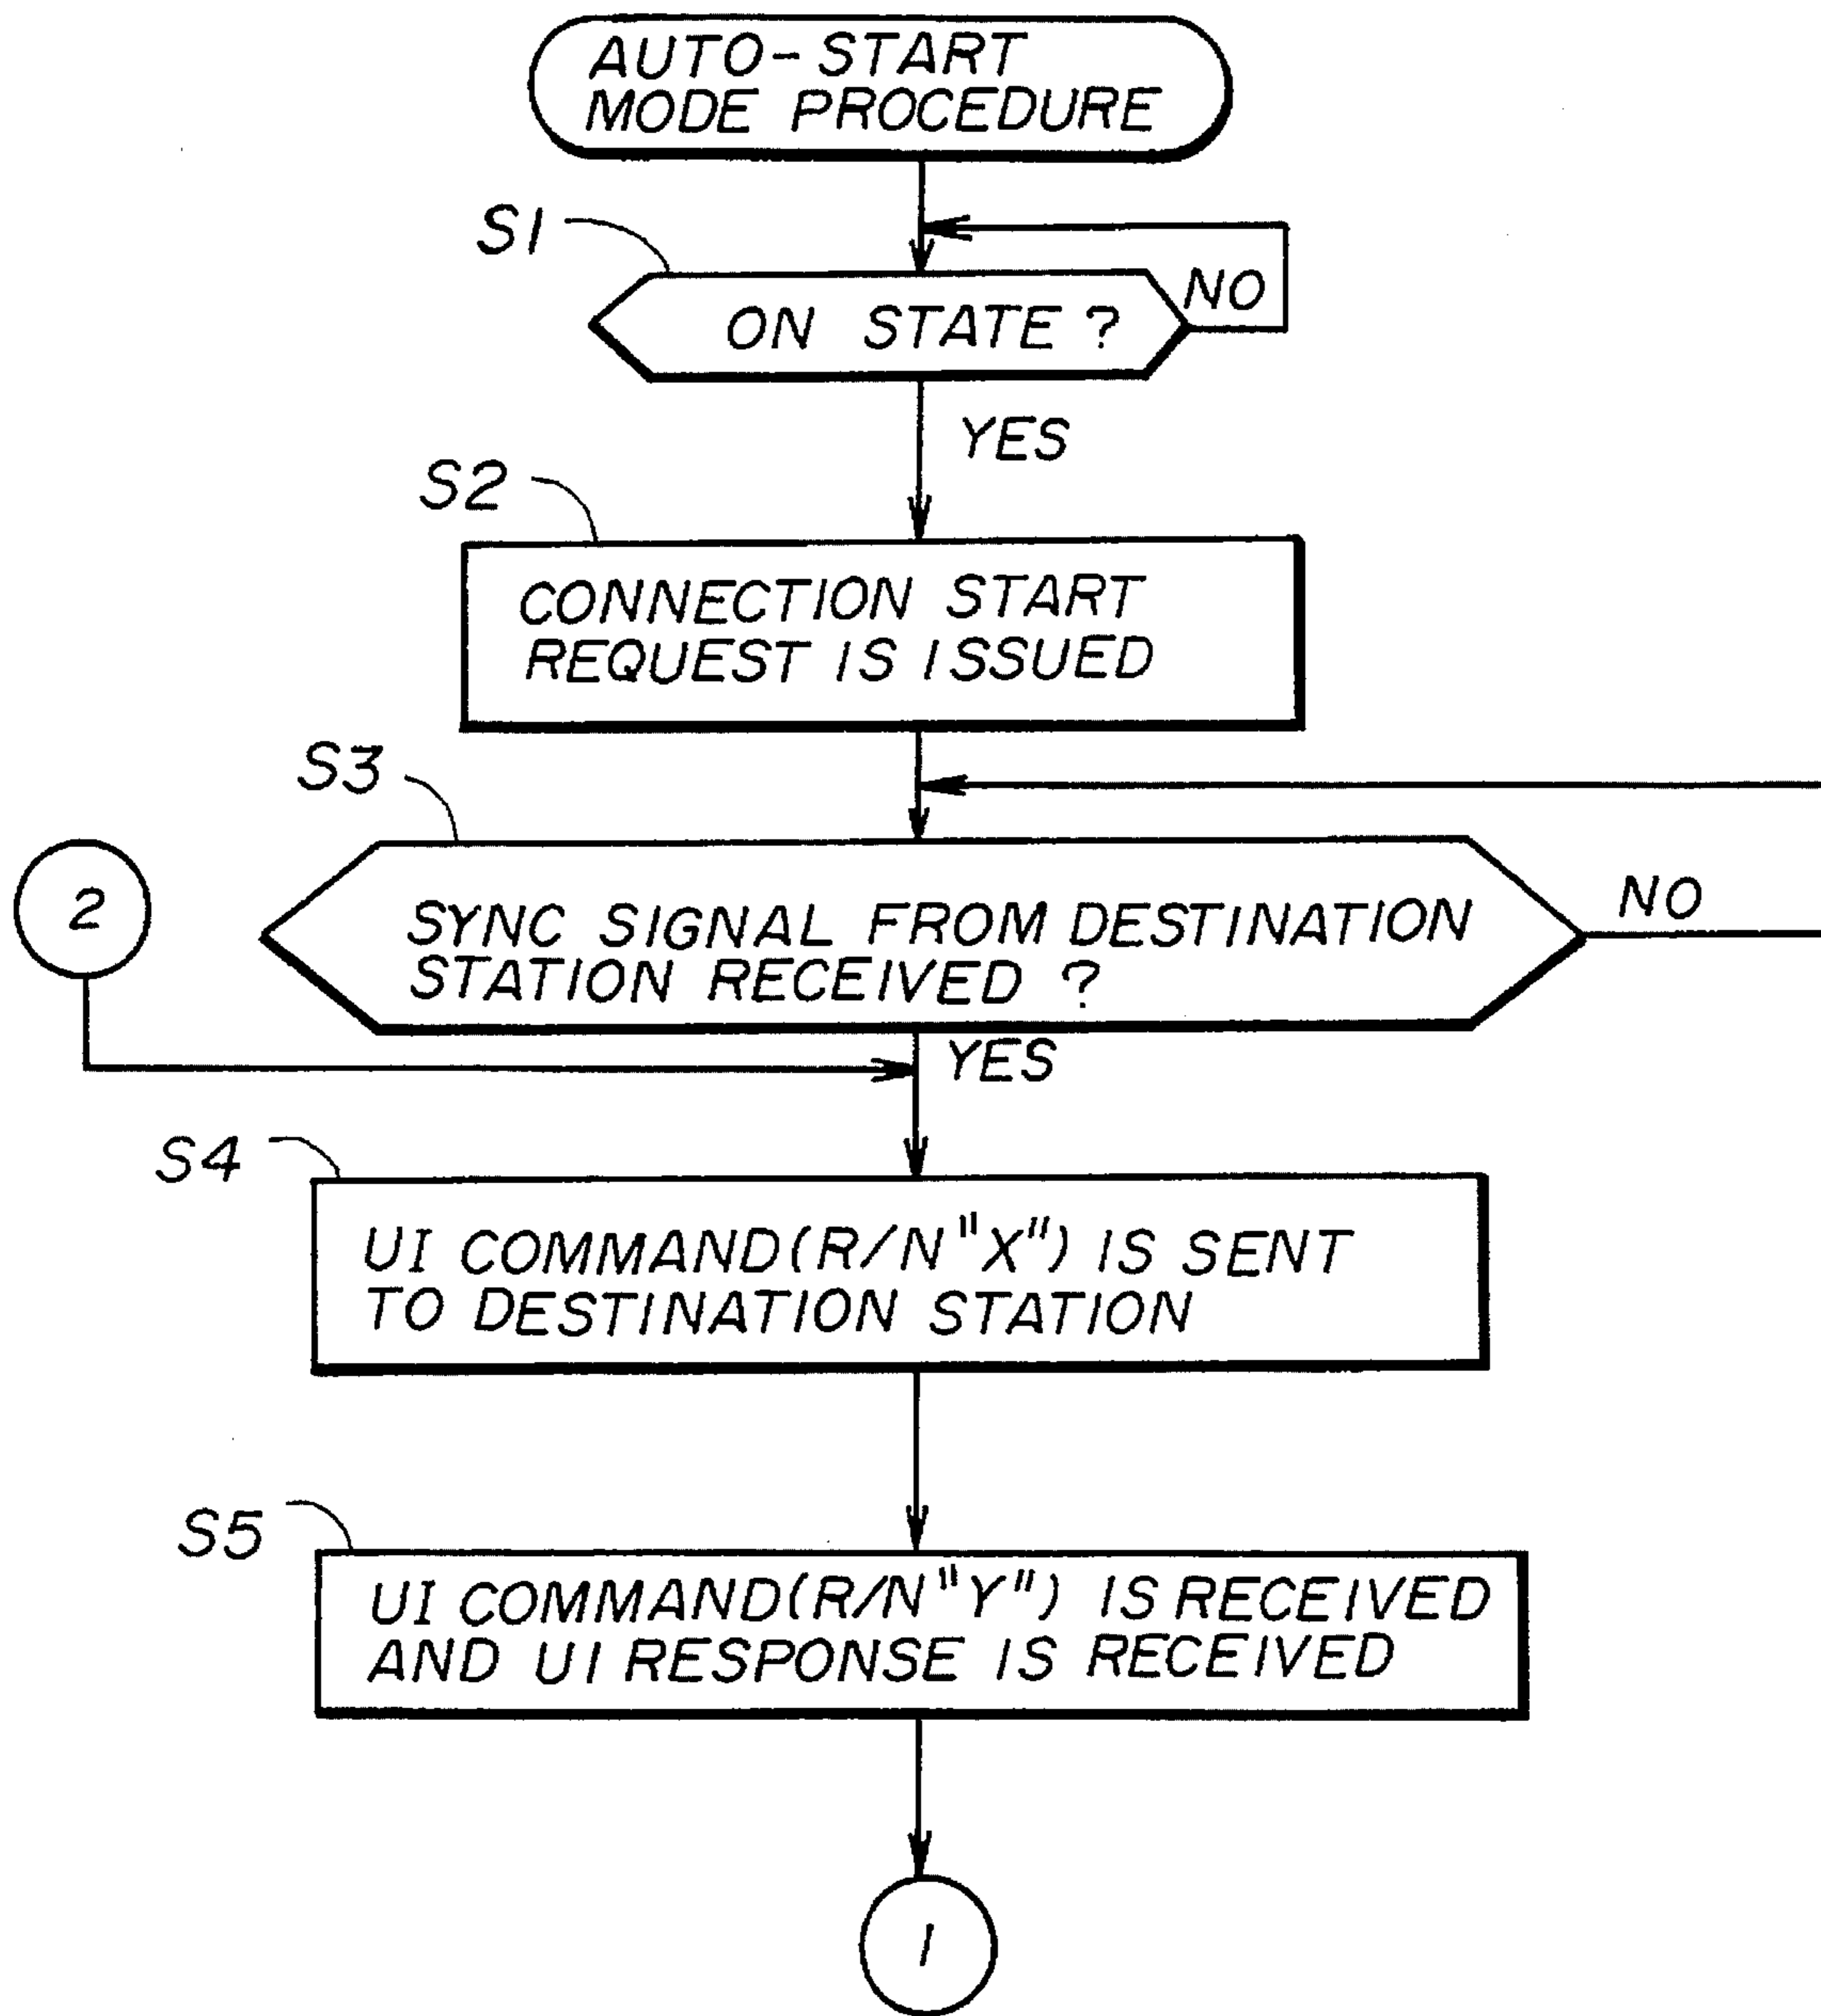 AUTO-START
MODE PROCEDURE
S1
ON STATE ?
NO
YES
S2
CONNECTION START
REQUEST IS ISSUED
S3
2
SYNC SIGNAL FROM DESTINATION
STATION RECEIVED ?
NO
YES
S4
UI COMMAND(R/N"X") IS SENT
TO DESTINATION STATION
S5
UI COMMAND(R/N"Y") IS RECEIVED
AND UI RESPONSE IS RECEIVED
1